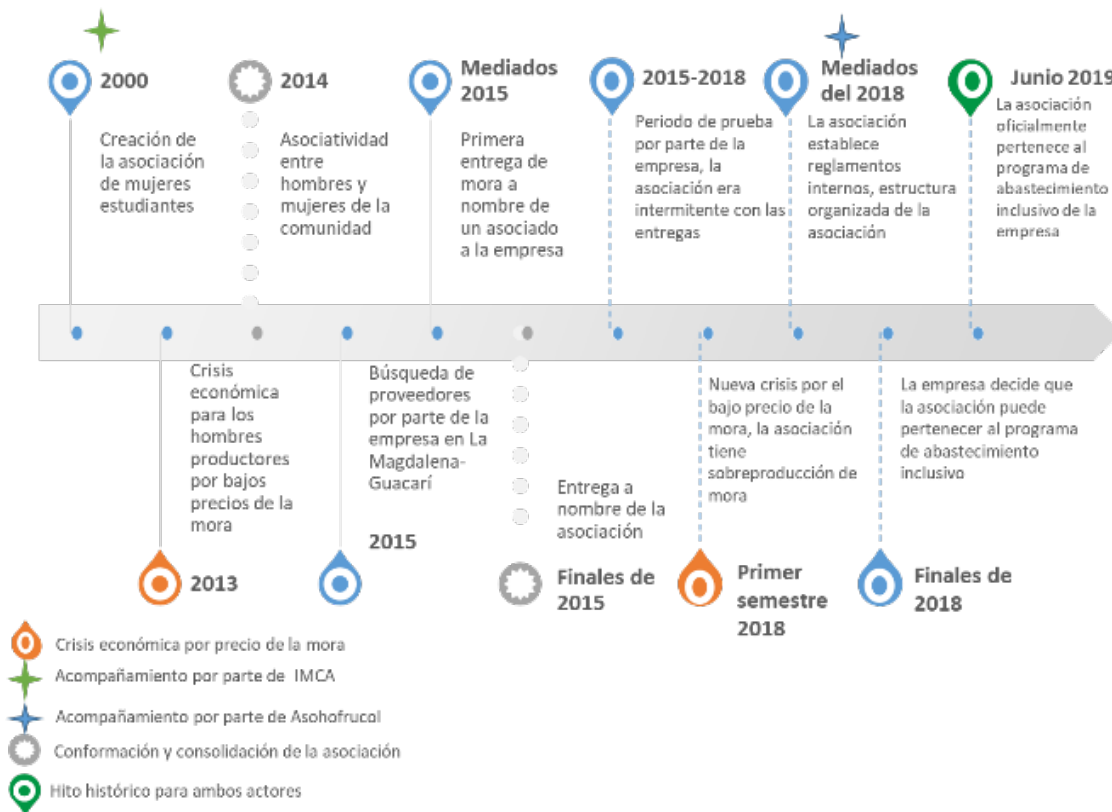 2000
Creación de
la asociación
de mujeres
estudiantes
2014
Asociatividad
entre
hombres y
mujeres de la
comunidad
Mediados
2015
Primera
entrega de
mora a
nombre de
un asociado
a la empresa
2015-2018
Periodo de prueba
por parte de la
empresa, la
asociación era
intermitente con las
entregas
Mediados
del 2018
La asociación
establece
reglamentos
internos, estructura
organizada de la
asociación
Junio 2019
La asociación
oficialmente
pertenece al
programa de
abastecimiento
inclusivo de la
empresa
Crisis
económica
para los
hombres
productores
por bajos
precios de la
mora
2013
Búsqueda de
proveedores
por parte de la
empresa en La
Magdalena-
Guacarí
2015
Entrega a
nombre de la
asociación
Finales de
2015
Nueva crisis por el
bajo precio de la
mora, la asociación
tiene
sobreproducción de
mora
Primer
semestre
2018
La empresa decide que
la asociación puede
pertenecer al programa
de abastecimiento
inclusivo
Finales de
2018
Crisis económica por precio de la mora
Acompañamiento por parte de IMCA
Acompañamiento por parte de Asohofrucol
Conformación y consolidación de la asociación
Hito histórico para ambos actores